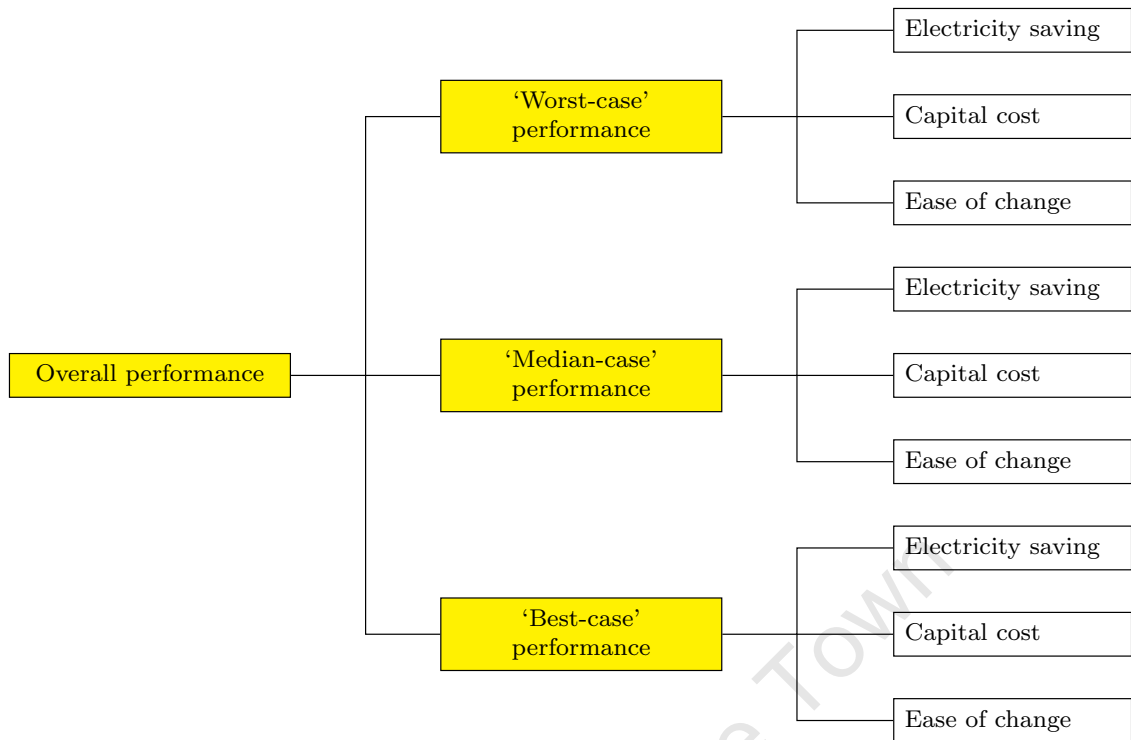 Electricity saving
‘Worst-case’
performance
Capital cost
Ease of change
Electricity saving
Overall performance
‘Median-case’
performance
Capital cost
Ease of change
Electricity saving
‘Best-case’
performance
Capital cost
Ease of change
Town